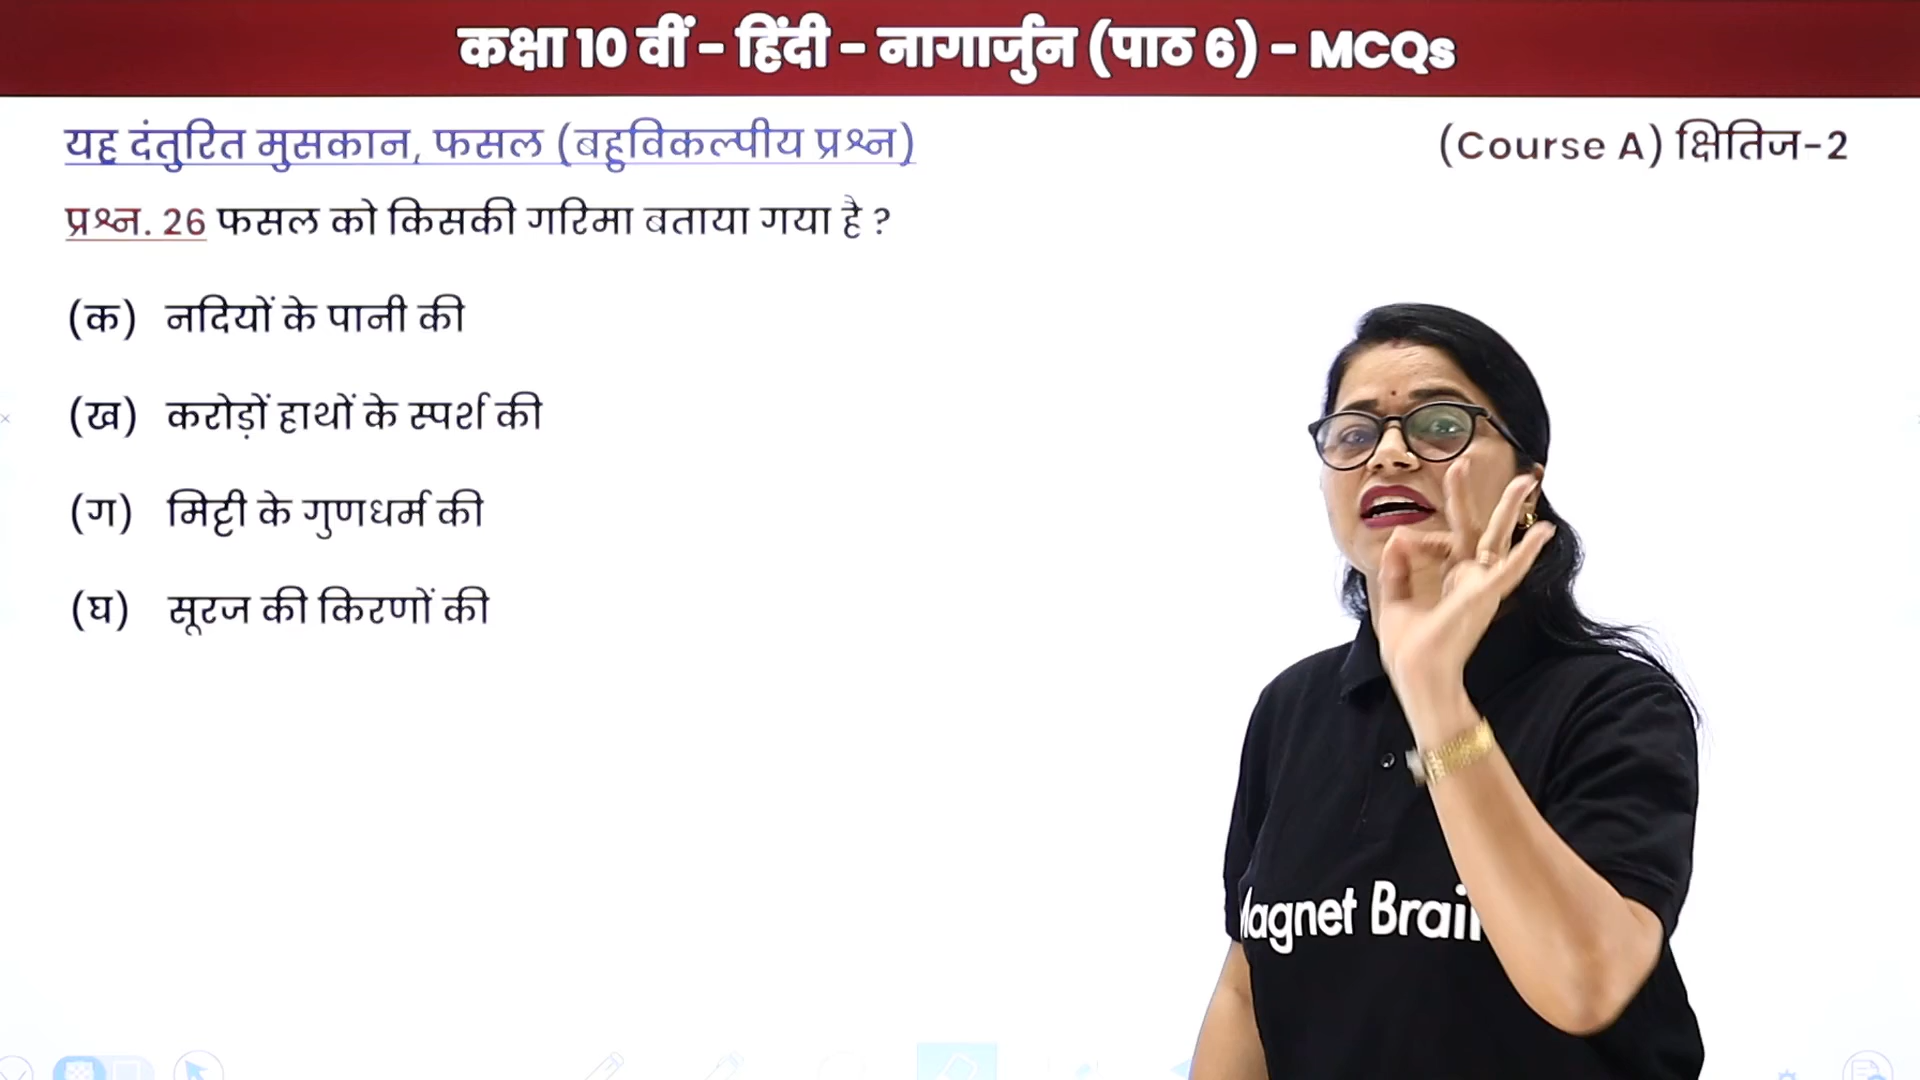 कक्षा 10 वीं – हिंदी – नागार्जुन (पाठ 6) – MCQs
यह दंतुरित मुसकान, फसल (बहुविकल्पीय प्रश्न)
(Course A) क्षितिज-2
प्रश्न. 26 फसल को किसकी गरिमा बताया गया है ?
(क) नदियों के पानी की
(ख) करोड़ों हाथों के स्पर्श की
(ग) मिट्टी के गुणधर्म की
(घ) सूरज की किरणों की
Magnet Brai